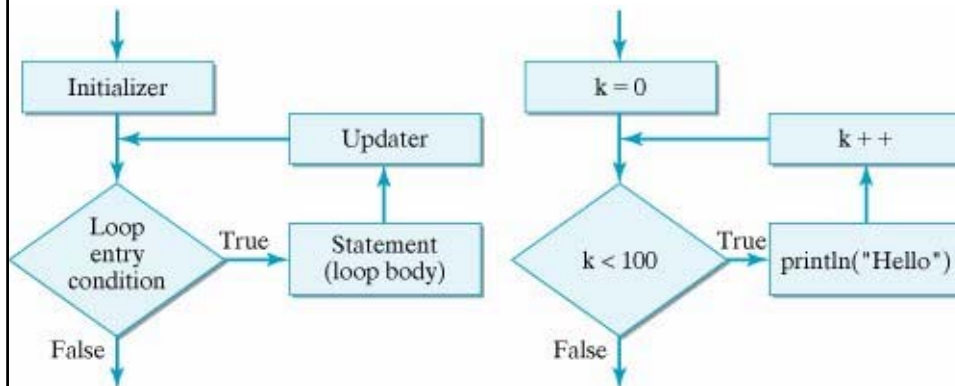 Initializer
Updater
Loop
entry
condition
True
Statement
(loop body)
False
k = 0
k + +
k < 100
True
println("Hello")
False